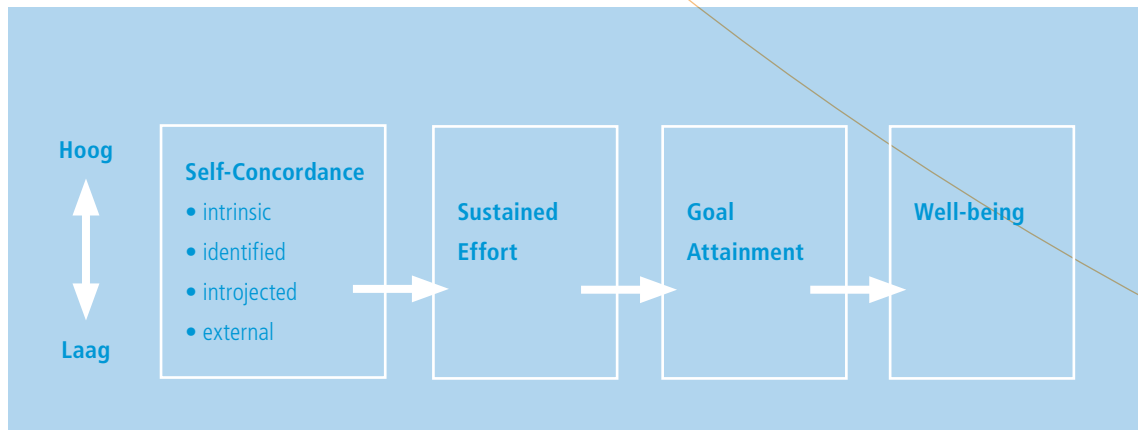 Hoog
Laag
Self-Concordance
• intrinsic
• identified
• introjected
• external
Sustained
Effort
Goal
Attainment
Well-being